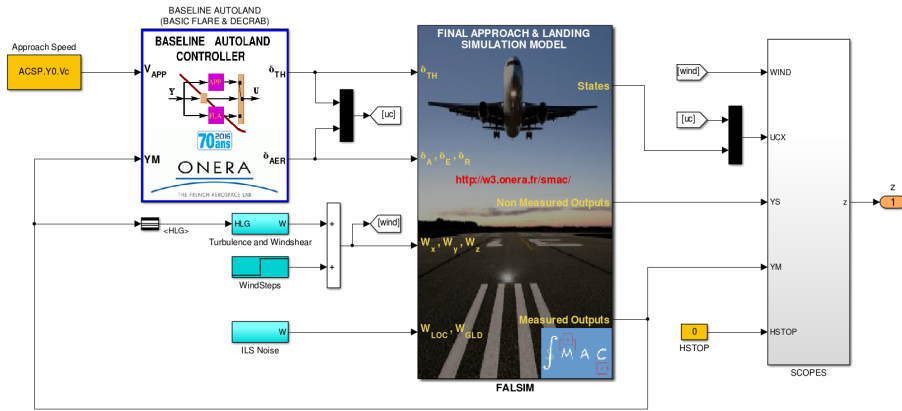 BASELINE AUTOLAND
(BASIC FLARE & DECRAB)
Approach Speed
ACSP.Y0.Vc
BASELINE AUTOLAND
CONTROLLER
V_APP
δ_TH
APP
Y
U
FLA
70 2016
ans
YM
δ_AER
ONERA
THE FRENCH AEROSPACE LAB
[uc]
<HLG>
HLG
W
Turbulence and Windshear
WindSteps
W
ILS Noise
+
+
[wind]
FINAL APPROACH & LANDING
SIMULATION MODEL
δ_TH
States
δ_A, δ_E, δ_R
http://w3.onera.fr/smac/
Non Measured Outputs
W_x, W_y, W_z
Measured Outputs
W_LOC, W_GLD
∫MAC
FALSIM
[wind]
[uc]
0
HSTOP
WIND
UCX
YS
YM
HSTOP
z
SCOPES
z
1